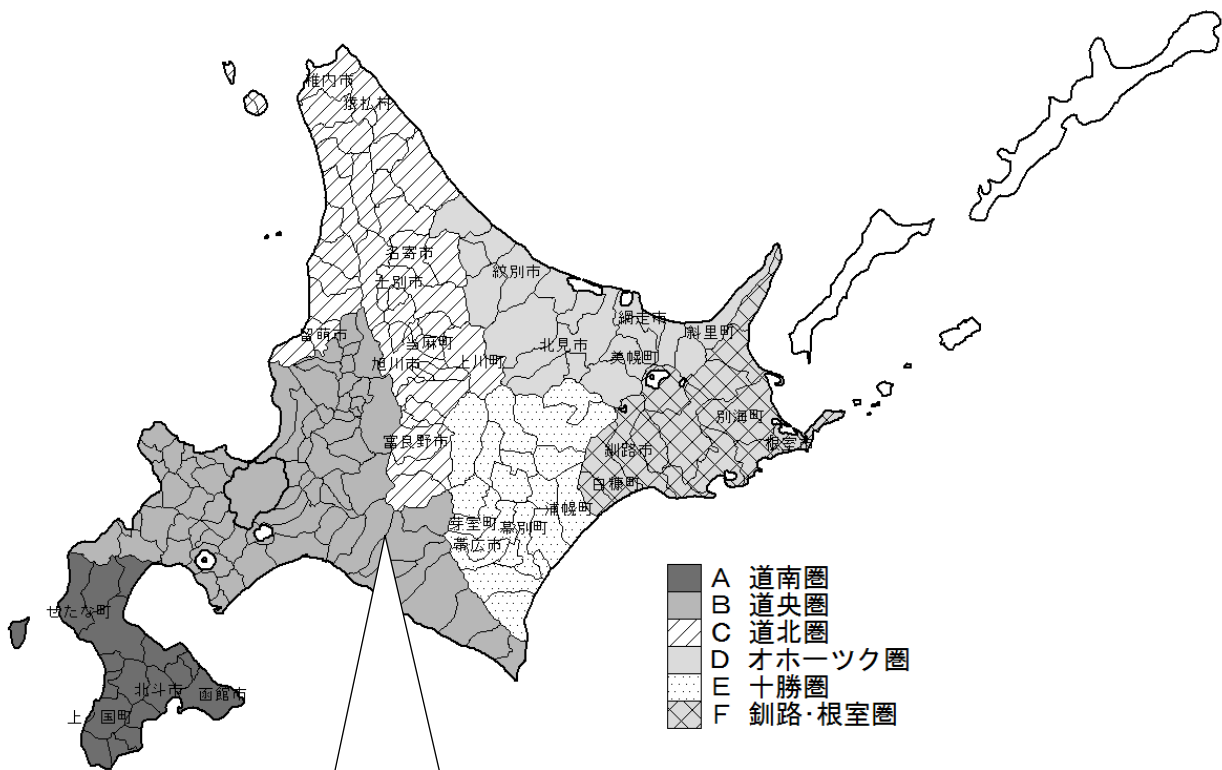 稚内市
猿払村
名寄市
士別市
紋別市
留萌市
当麻町
旭川市
上川町
北見市
網走市
美幌町
斜里町
別海町
富良野市
釧路市
根室市
白糠町
浦幌町
芽室町
幕別町
帯広市
せたな町
北斗市
函館市
上ノ国町
A 道南圏
B 道央圏
C 道北圏
D オホーツク圏
E 十勝圏
F 釧路・根室圏